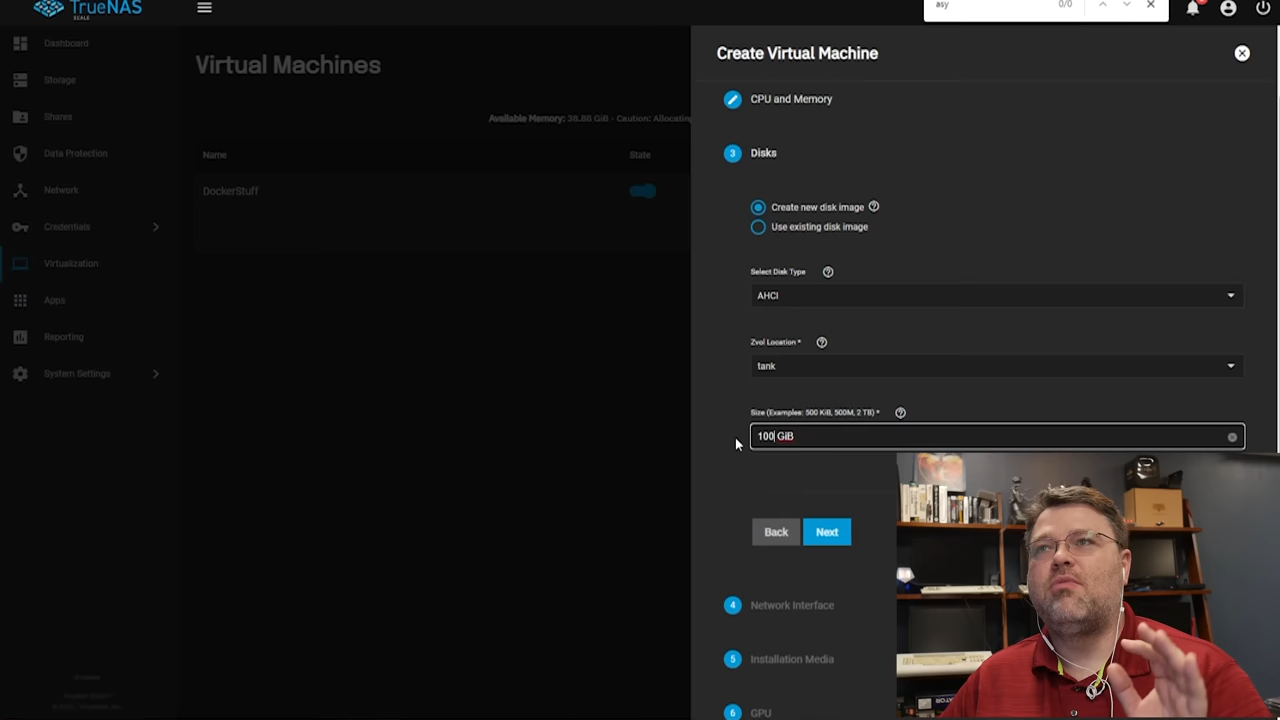 TrueNAS
SCALE
asy
0/0
Dashboard
Storage
Shares
Data Protection
Network
Credentials
Virtualization
Apps
Reporting
System Settings
Virtual Machines
Available Memory: 38.88 GiB - Caution: Allocating
Name
State
DockerStuff
Create Virtual Machine
CPU and Memory
3 Disks
Create new disk image
Use existing disk image
Select Disk Type
AHCI
Zvol Location *
tank
Size (Examples: 500 KiB, 500M, 2 TB) *
100 GiB
Back
Next
4 Network Interface
5 Installation Media
6 GPU